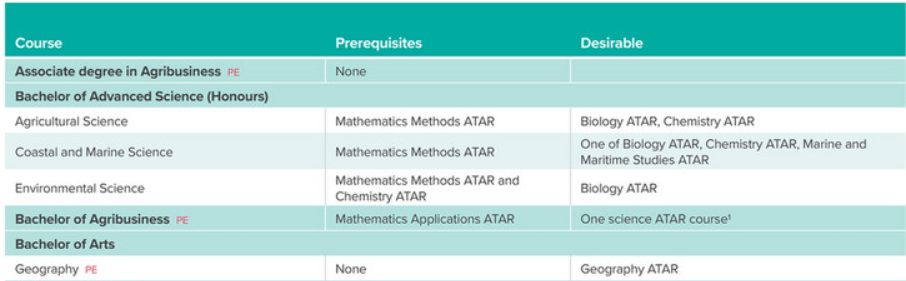 Course Prerequisites Desirable
Associate degree in Agribusiness PE None
Bachelor of Advanced Science (Honours)
Agricultural Science Mathematics Methods ATAR Biology ATAR, Chemistry ATAR
Coastal and Marine Science Mathematics Methods ATAR One of Biology ATAR, Chemistry ATAR, Marine and
Maritime Studies ATAR
Environmental Science Mathematics Methods ATAR and
Chemistry ATAR Biology ATAR
Bachelor of Agribusiness PE Mathematics Applications ATAR One science ATAR course¹
Bachelor of Arts
Geography PE None Geography ATAR